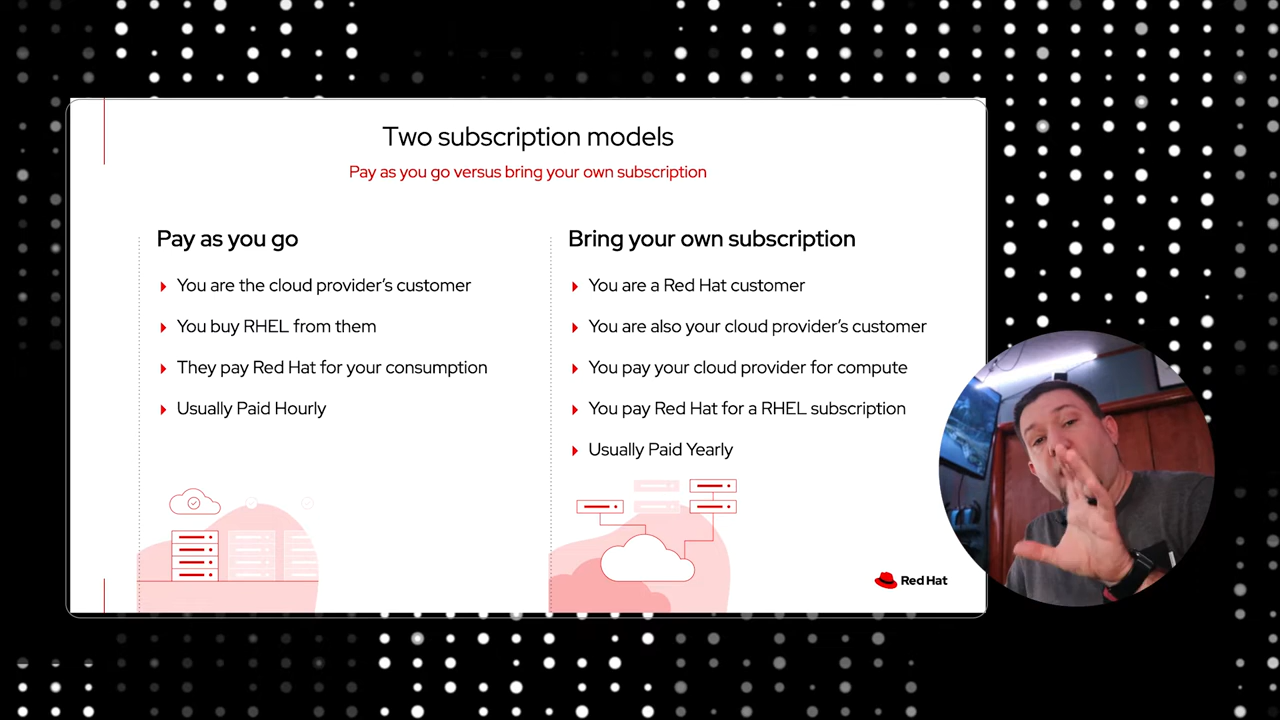 Two subscription models
Pay as you go versus bring your own subscription
Pay as you go
You are the cloud provider’s customer
You buy RHEL from them
They pay Red Hat for your consumption
Usually Paid Hourly
Bring your own subscription
You are a Red Hat customer
You are also your cloud provider’s customer
You pay your cloud provider for compute
You pay Red Hat for a RHEL subscription
Usually Paid Yearly
Red Hat